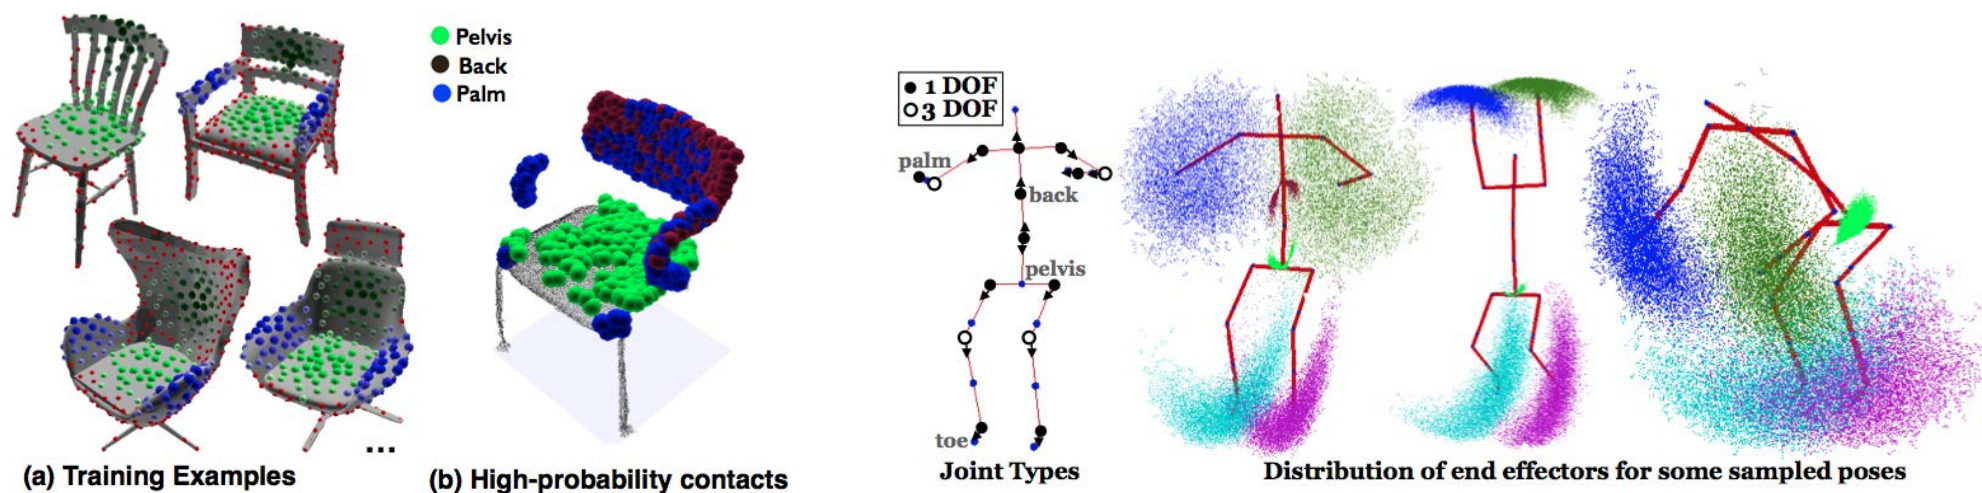 Pelvis
Back
Palm
...
(a) Training Examples
(b) High-probability contacts
1 DOF
3 DOF
palm
back
pelvis
toe
Joint Types
Distribution of end effectors for some sampled poses